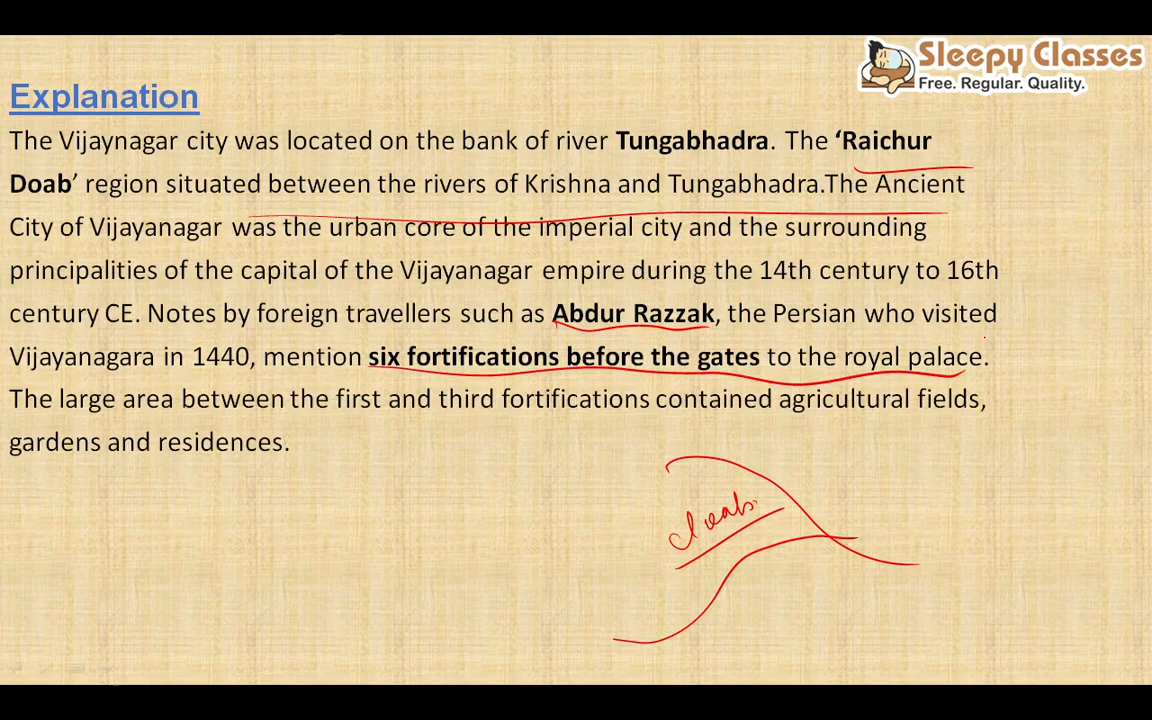 Sleepy Classes
Free. Regular. Quality.
Explanation
The Vijaynagar city was located on the bank of river Tungabhadra. The ‘Raichur
Doab’ region situated between the rivers of Krishna and Tungabhadra.The Ancient
City of Vijayanagar was the urban core of the imperial city and the surrounding
principalities of the capital of the Vijayanagar empire during the 14th century to 16th
century CE. Notes by foreign travellers such as Abdur Razzak, the Persian who visited
Vijayanagara in 1440, mention six fortifications before the gates to the royal palace.
The large area between the first and third fortifications contained agricultural fields,
gardens and residences.
doab